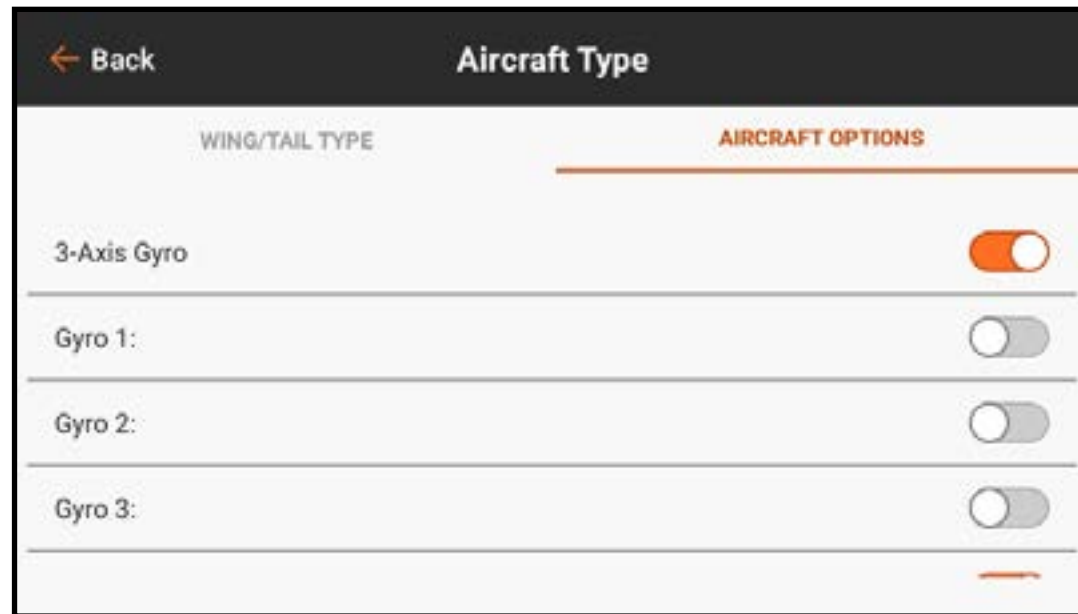 Back
Aircraft Type
WING/TAIL TYPE
AIRCRAFT OPTIONS
3-Axis Gyro
Gyro 1:
Gyro 2:
Gyro 3: